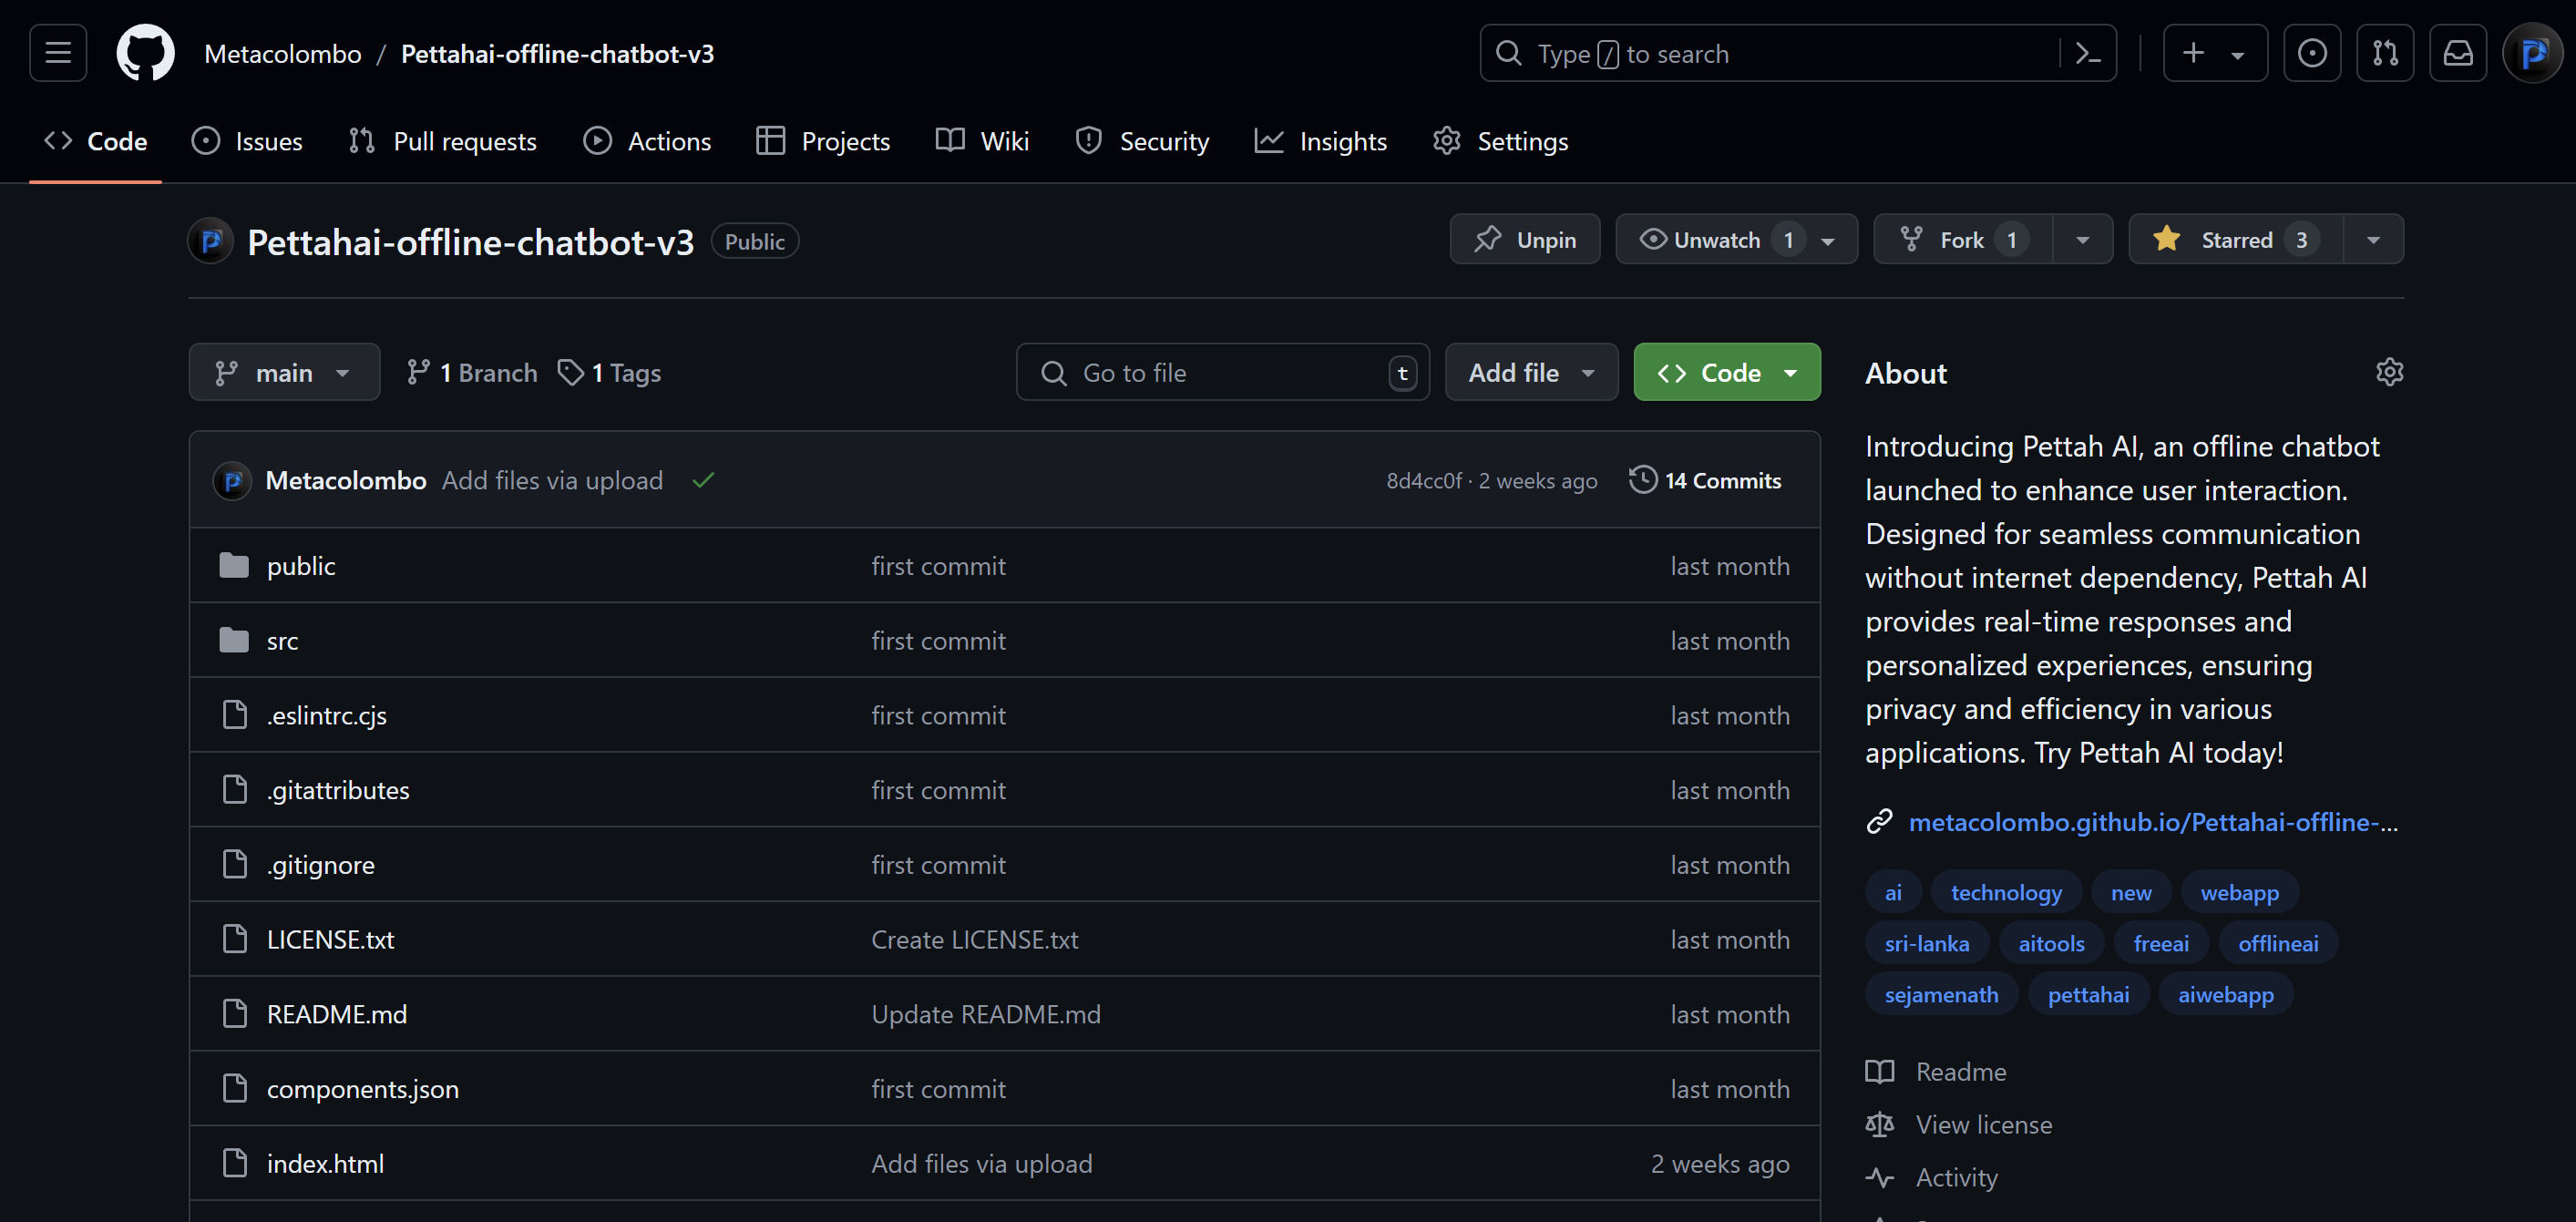 Metacolombo / Pettahai-offline-chatbot-v3
Type / to search
Code Issues Pull requests Actions Projects Wiki Security Insights Settings
Pettahai-offline-chatbot-v3 Public
Unpin Unwatch 1 Fork 1 Starred 3
main 1 Branch 1 Tags
Go to file t Add file Code
Metacolombo Add files via upload 8d4cc0f · 2 weeks ago 14 Commits
public first commit last month
src first commit last month
.eslintrc.cjs first commit last month
.gitattributes first commit last month
.gitignore first commit last month
LICENSE.txt Create LICENSE.txt last month
README.md Update README.md last month
components.json first commit last month
index.html Add files via upload 2 weeks ago
About
Introducing Pettah AI, an offline chatbot
launched to enhance user interaction.
Designed for seamless communication
without internet dependency, Pettah AI
provides real-time responses and
personalized experiences, ensuring
privacy and efficiency in various
applications. Try Pettah AI today!
metacolombo.github.io/Pettahai-offline-...
ai technology new webapp
sri-lanka aitools freeai offlineai
sejamenath pettahai aiwebapp
Readme
View license
Activity